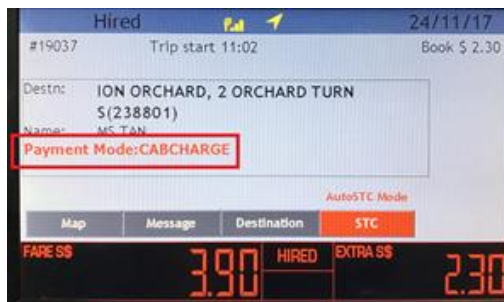 Hired 24/11/17
#19037 Trip start 11:02 Book $ 2.30
Destn: ION ORCHARD, 2 ORCHARD TURN
S(238801)
Name: MS TAN
Payment Mode:CABCHARGE
AutoSTC Mode
Map Message Destination STC
FARE S$ 3.90 HIRED EXTRA S$ 2.30